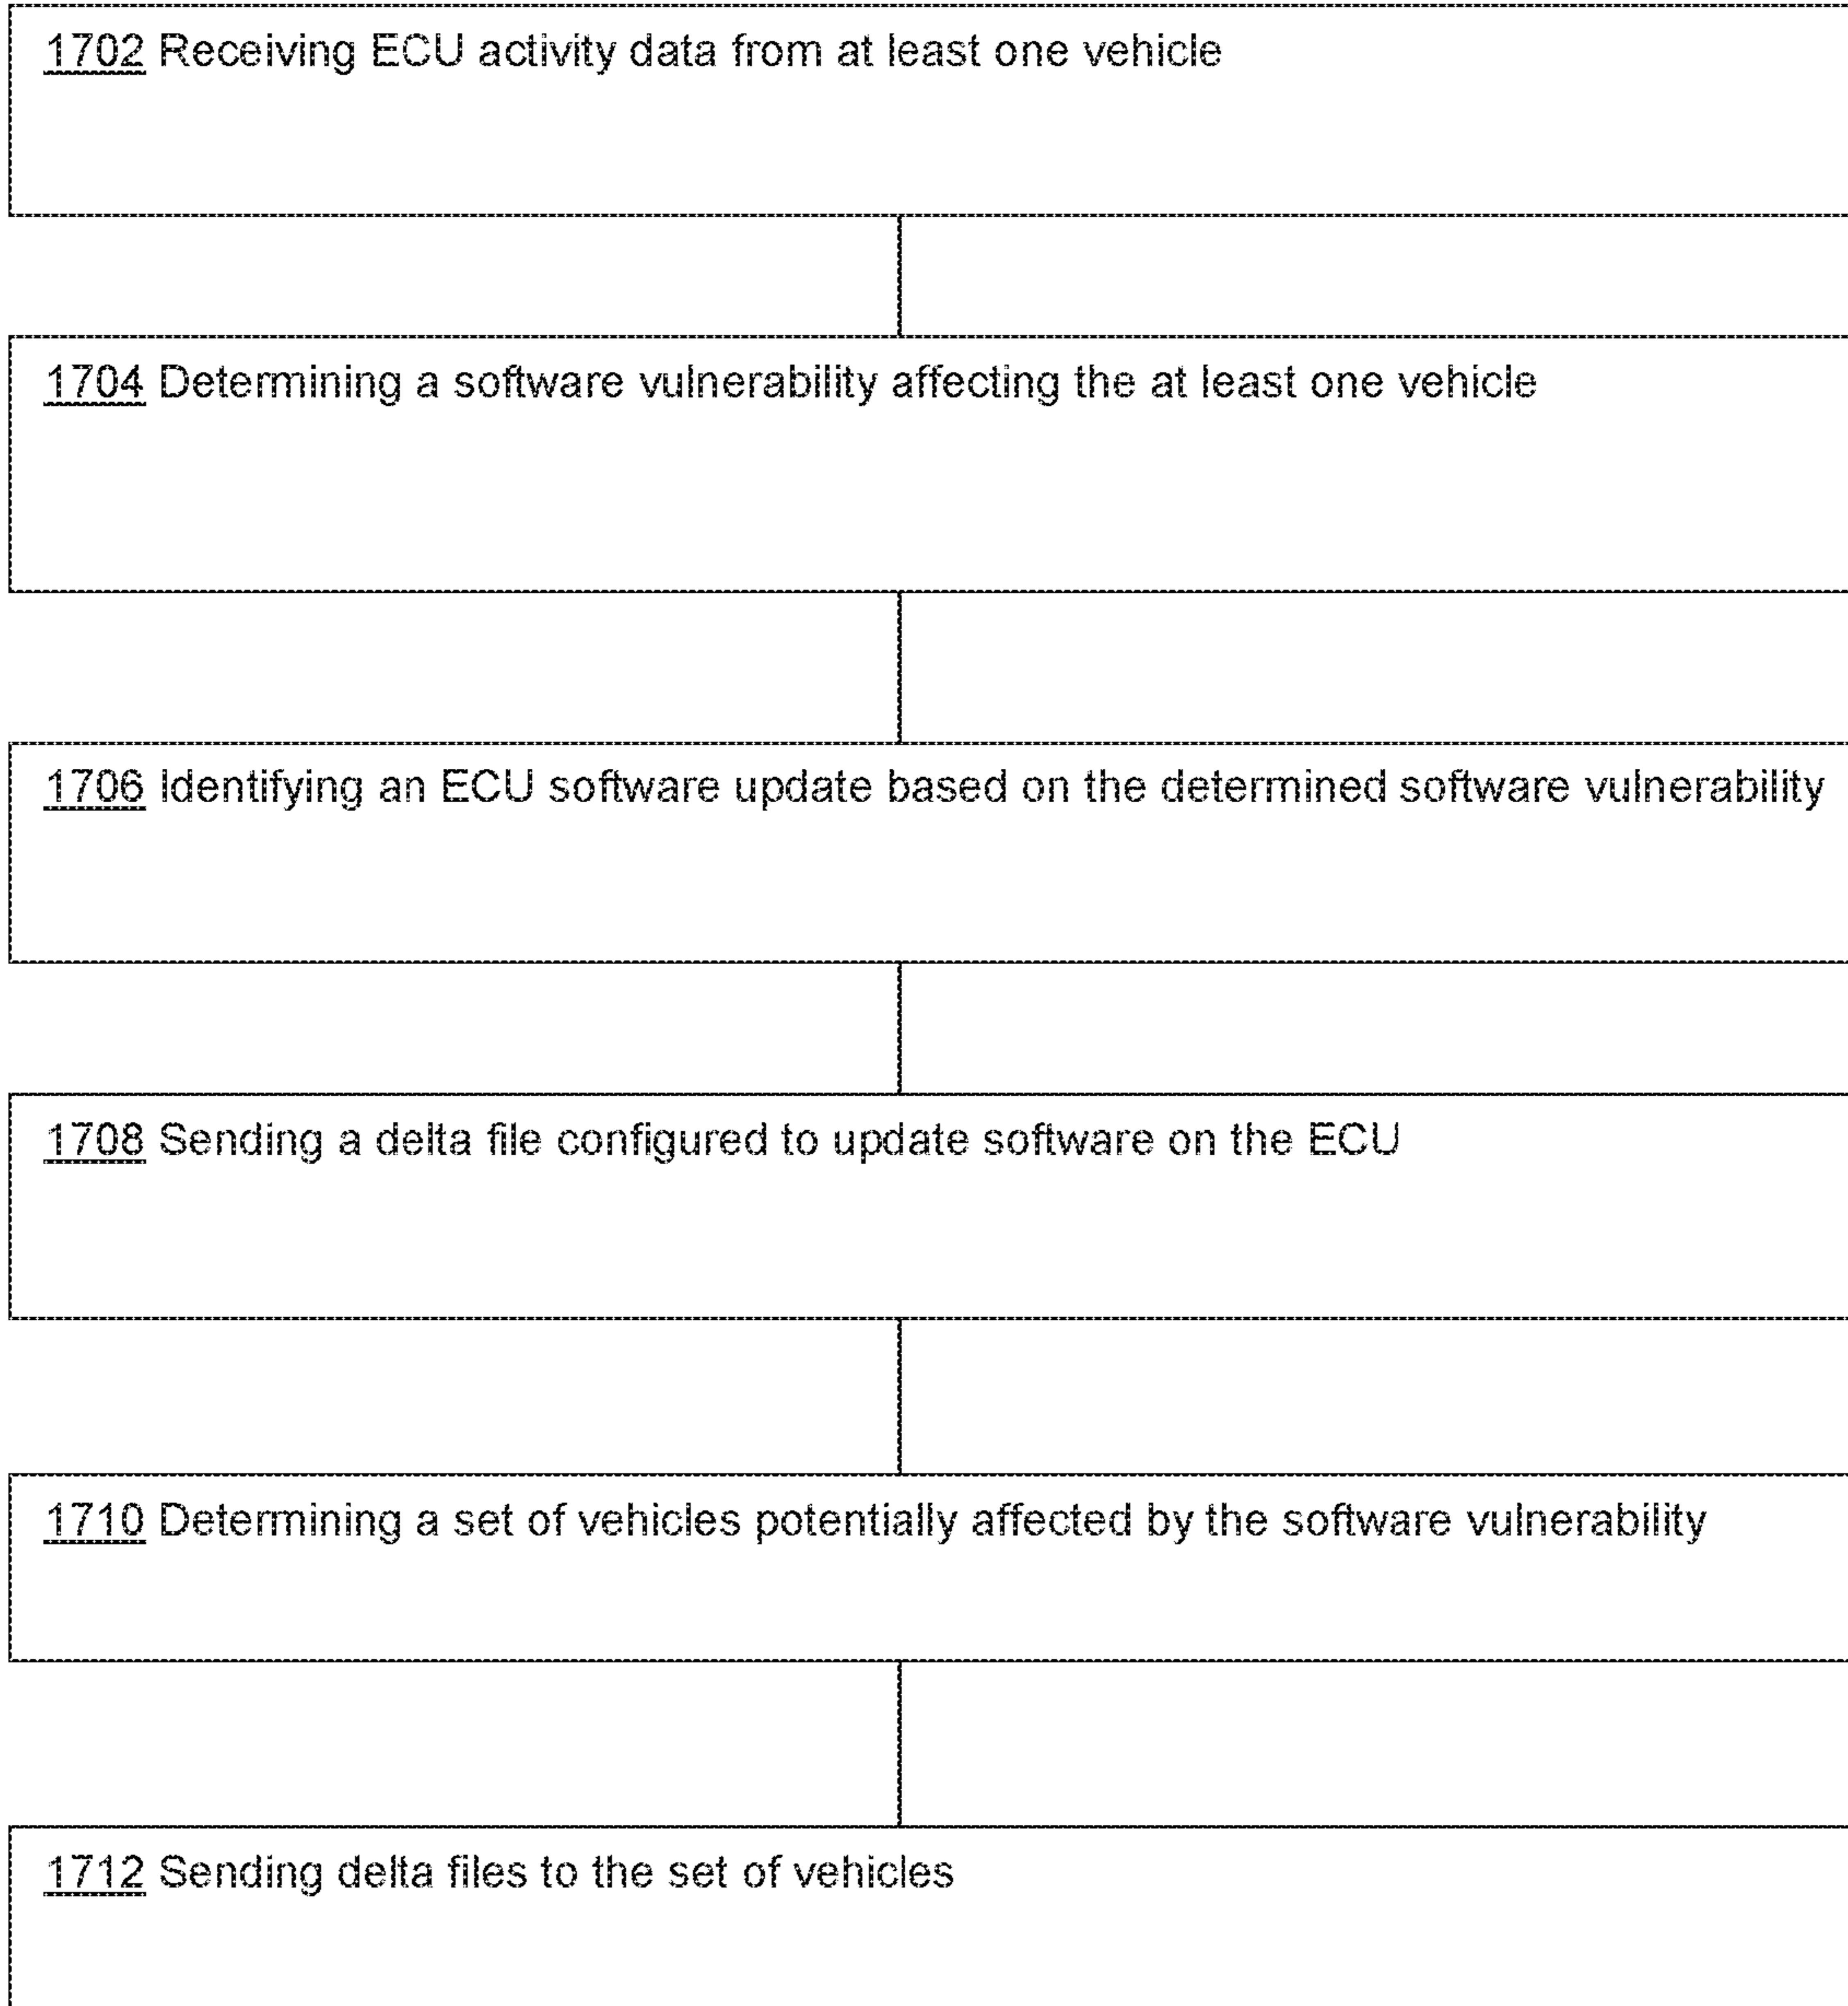 1702 Receiving ECU activity data from at least one vehicle
1704 Determining a software vulnerability affecting the at least one vehicle
1706 Identifying an ECU software update based on the determined software vulnerability
1708 Sending a delta file configured to update software on the ECU
1710 Determining a set of vehicles potentially affected by the software vulnerability
1712 Sending delta files to the set of vehicles